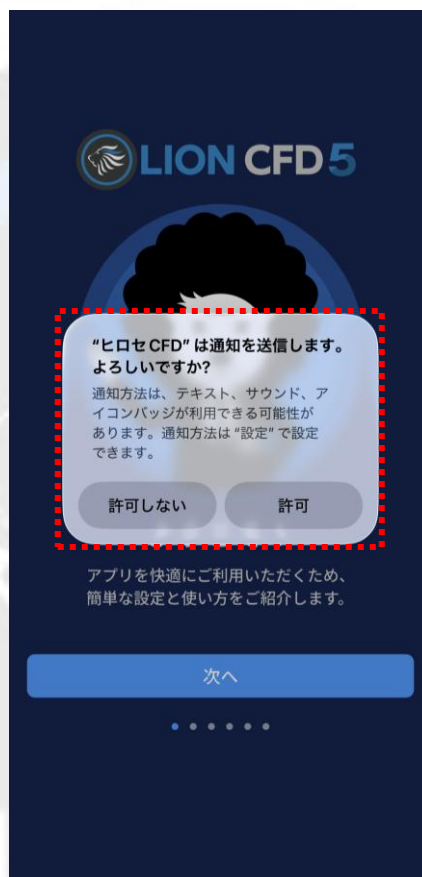 LION CFD 5
“ヒロセCFD” は通知を送信します。
よろしいですか?
通知方法は、テキスト、サウンド、ア
イコンバッジが利用できる可能性が
あります。通知方法は “設定” で設定
できます。
許可しない
許可
アプリを快適にご利用いただくため、
簡単な設定と使い方をご紹介します。
次へ